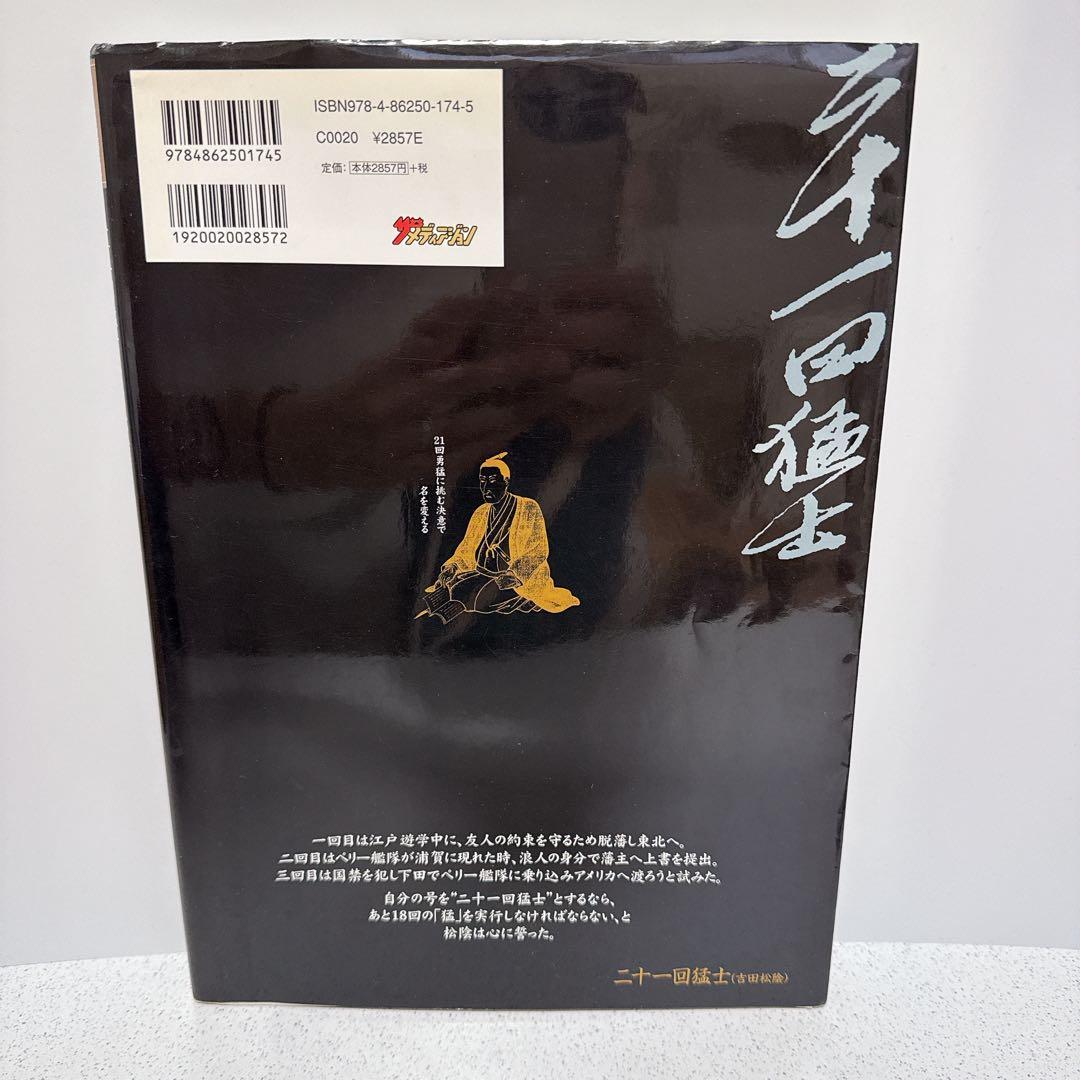 ISBN978-4-86250-174-5
C0020 ¥2857E
定価：本体2857円+税
9784862501745
1920020028572
ザメディアジョン
二十一回猛士
21回勇猛に挑む決意で
名を変える
一回目は江戸遊学中に、友人の約束を守るため脱藩し東北へ。
二回目はペリー艦隊が浦賀に現れた時、浪人の身分で藩主へ上書を提出。
三回目は国禁を犯し下田でペリー艦隊に乗り込みアメリカへ渡ろうと試みた。
自分の号を“二十一回猛士”とするなら、
あと18回の「猛」を実行しなければならない、と
松陰は心に誓った。
二十一回猛士(吉田松陰)